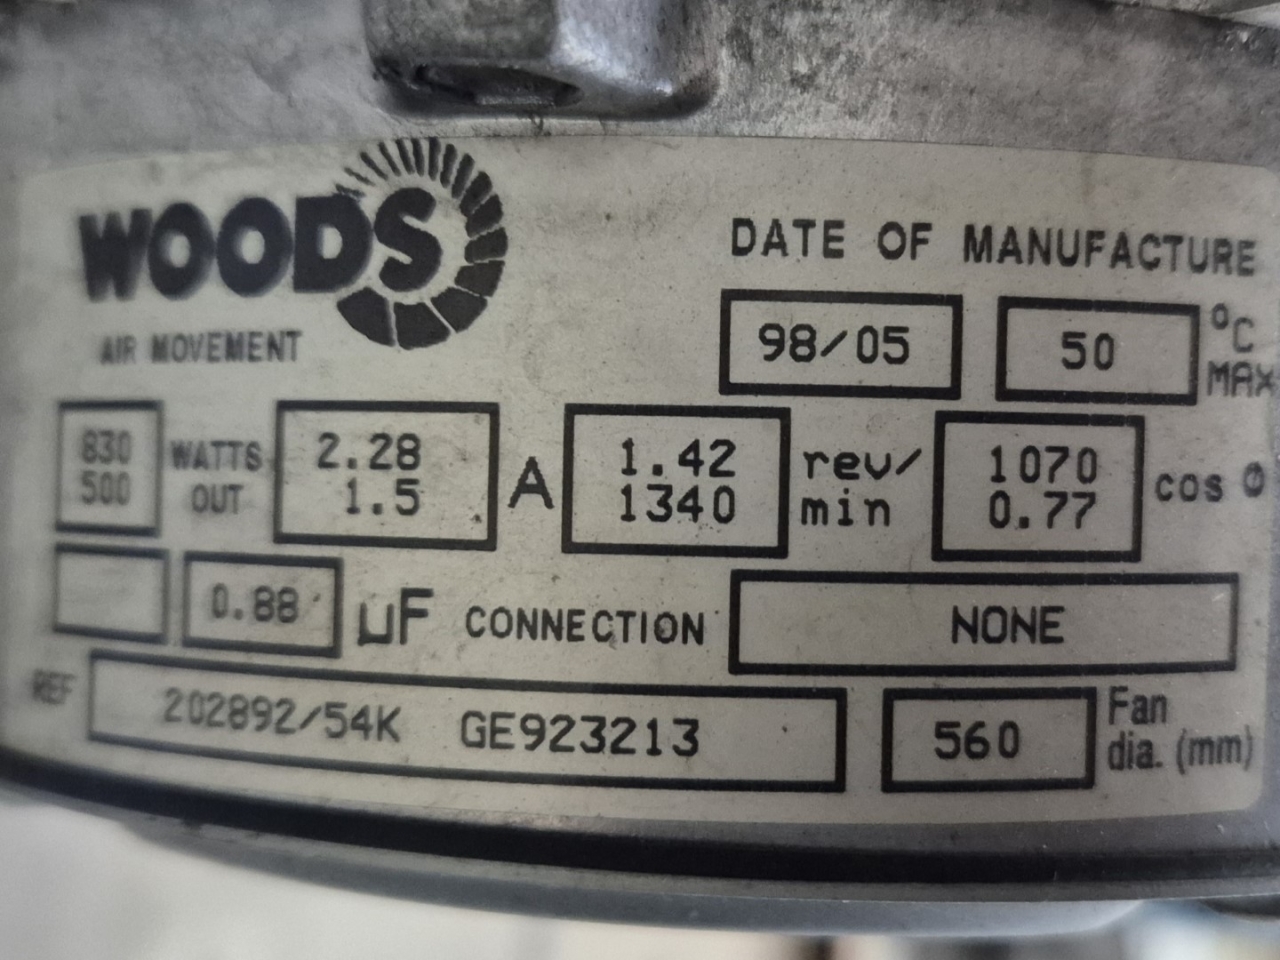 WOODS
AIR MOVEMENT
DATE OF MANUFACTURE
98/05 50 °C MAX
830 500 WATTS OUT 2.28 1.5 A 1.42 1340 rev/min 1070 0.77 cos Φ
0.88 µF CONNECTION NONE
REF 202892/54K GE923213 560 Fan dia. (mm)